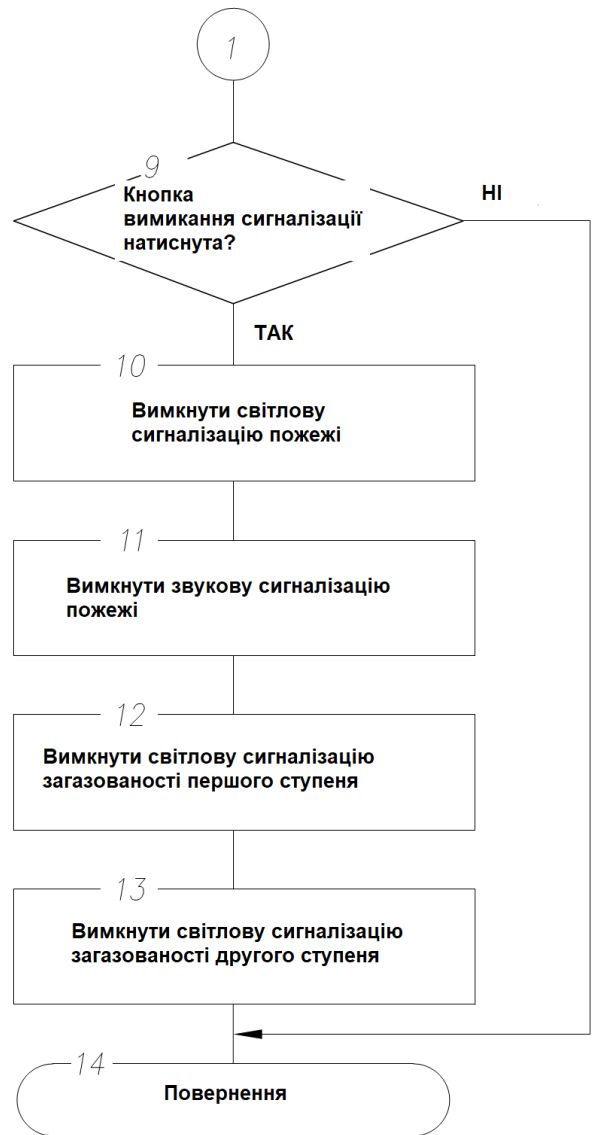 1
9
Кнопка
вимикання сигналізації
натиснута?
НІ
ТАК
10
Вимкнути світлову
сигналізацію пожежі
11
Вимкнути звукову сигналізацію
пожежі
12
Вимкнути світлову сигналізацію
загазованості першого ступеня
13
Вимкнути світлову сигналізацію
загазованості другого ступеня
14
Повернення